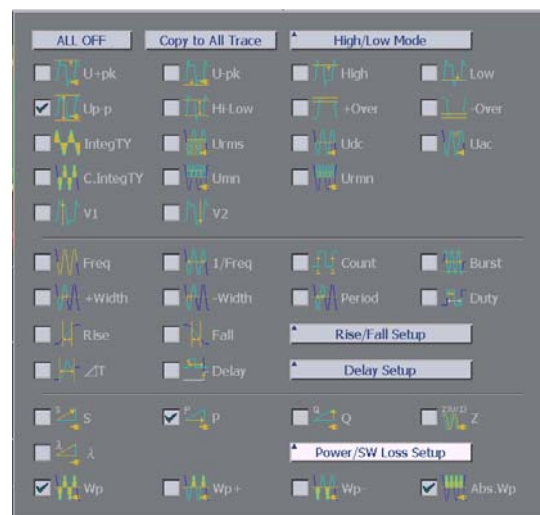 ALL OFF Copy to All Trace High/Low Mode
U+pk U-pk High Low
Up-p Hi-Low +Over -Over
IntegTY Urms Udc Uac
C.IntegTY Umn Urmn
V1 V2
Freq 1/Freq Count Burst
+Width -Width Period Duty
Rise Fall Rise/Fall Setup
⊿T Delay Delay Setup
S S P P Q Q Z
λ λ Power/SW Loss Setup
Wp Wp+ Wp- Abs.Wp